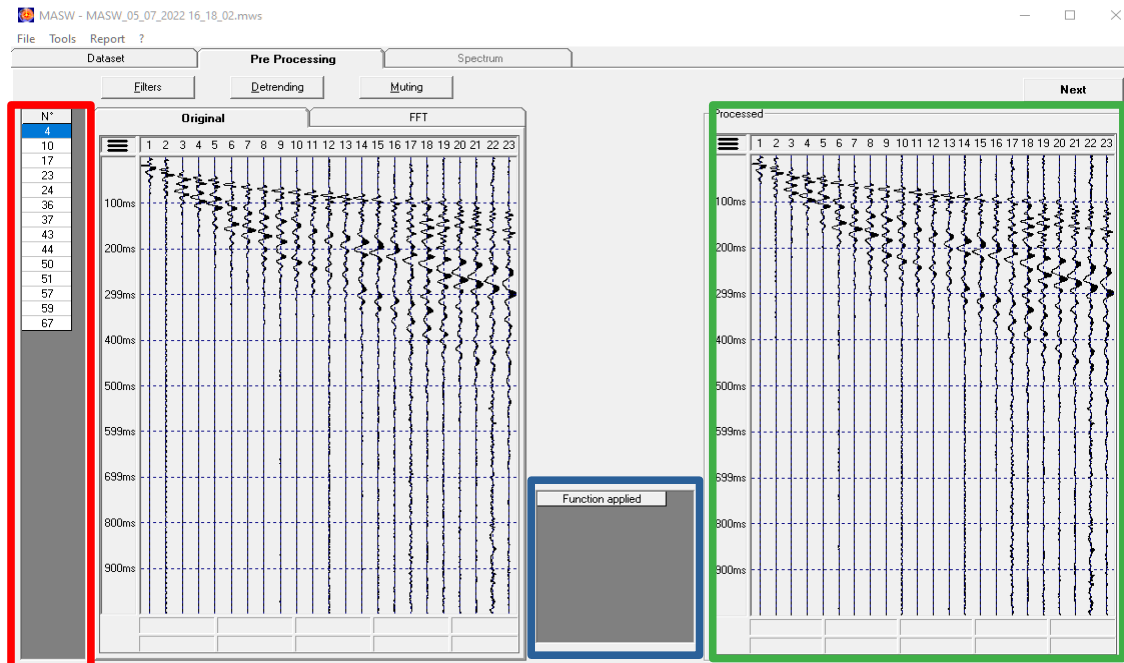 MASW - MASW_05_07_2022 16_18_02.mws
File Tools Report ?
Dataset Pre Processing Spectrum
Filters Detrending Muting
Next
N°
4
10
17
23
24
36
37
43
44
50
51
57
59
67
Original FFT
1 2 3 4 5 6 7 8 9 10 11 12 13 14 15 16 17 18 19 20 21 22 23
100ms
200ms
299ms
400ms
500ms
599ms
699ms
800ms
900ms
Function applied
Processed
1 2 3 4 5 6 7 8 9 10 11 12 13 14 15 16 17 18 19 20 21 22 23
100ms
200ms
299ms
400ms
500ms
599ms
699ms
800ms
900ms